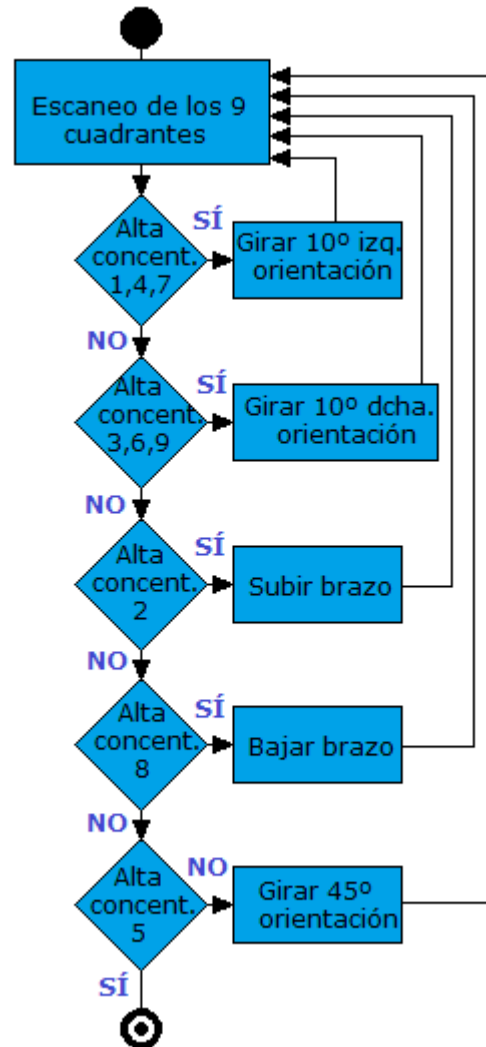 Escaneo de los 9
cuadrantes
Alta
concent.
1,4,7
SÍ
Girar 10º izq.
orientación
NO
Alta
concent.
3,6,9
SÍ
Girar 10º dcha.
orientación
NO
Alta
concent.
2
SÍ
Subir brazo
NO
Alta
concent.
8
SÍ
Bajar brazo
NO
Alta
concent.
5
NO
Girar 45º
orientación
SÍ